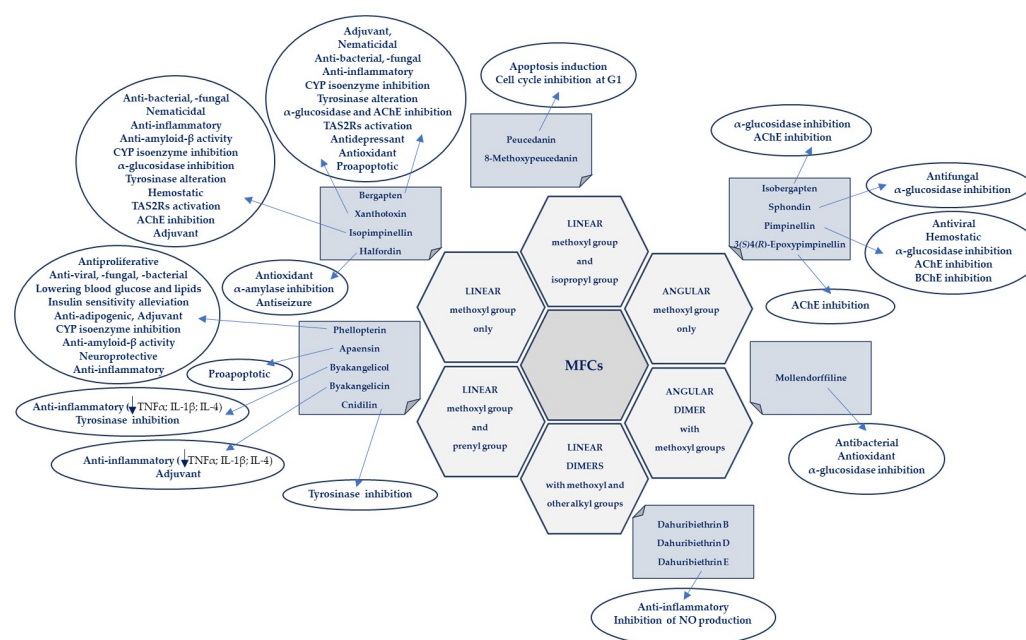 Adjuvant,
Nematicidal
Anti-bacterial, -fungal
Anti-inflammatory
CYP isoenzyme inhibition
Tyrosinase alteration
α-glucosidase and AChE inhibition
TAS2Rs activation
Antidepressant
Antioxidant
Proapoptotic
Apoptosis induction
Cell cycle inhibition at G1
Peucedanin
8-Methoxypeucedanin
Anti-bacterial, -fungal
Nematicidal
Anti-inflammatory
Anti-amyloid-β activity
CYP isoenzyme inhibition
α-glucosidase inhibition
Tyrosinase alteration
Hemostatic
TAS2Rs activation
AChE inhibition
Adjuvant
Bergapten
Xanthotoxin
Isopimpinellin
Halfordin
Antioxidant
α-amylase inhibition
Antiseizure
α-glucosidase inhibition
AChE inhibition
Isobergapten
Sphondin
Pimpinellin
3(S)4(R)-Epoxypimpinellin
Antifungal
α-glucosidase inhibition
Antiviral
Hemostatic
α-glucosidase inhibition
AChE inhibition
BChE inhibition
AChE inhibition
LINEAR
methoxyl group
and
isopropyl group
LINEAR
methoxyl group
only
ANGULAR
methoxyl group
only
MFCs
LINEAR
methoxyl group
and
prenyl group
ANGULAR
DIMER
with
methoxyl groups
LINEAR
DIMERS
with methoxyl and
other alkyl groups
Antiproliferative
Anti-viral, -fungal, -bacterial
Lowering blood glucose and lipids
Insulin sensitivity alleviation
Anti-adipogenic, Adjuvant
CYP isoenzyme inhibition
Anti-amyloid-β activity
Neuroprotective
Anti-inflammatory
Phellopterin
Apaensin
Byakangelicol
Byakangelicin
Cnidilin
Proapoptotic
Anti-inflammatory (↓TNFα; IL-1β; IL-4)
Tyrosinase inhibition
Anti-inflammatory (↓TNFα; IL-1β; IL-4)
Adjuvant
Tyrosinase inhibition
Mollendorffiline
Antibacterial
Antioxidant
α-glucosidase inhibition
Dahuribiethrin B
Dahuribiethrin D
Dahuribiethrin E
Anti-inflammatory
Inhibition of NO production